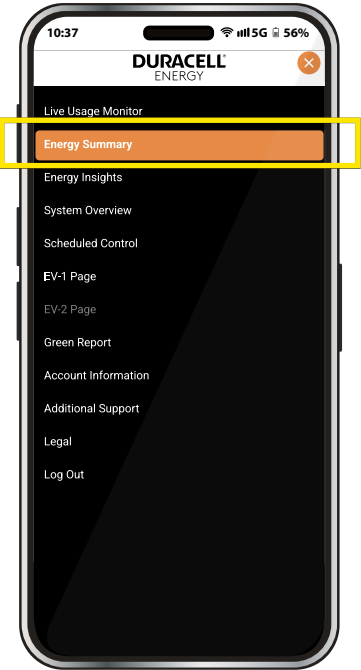 10:37
5G 56%
DURACELL
ENERGY
Live Usage Monitor
Energy Summary
Energy Insights
System Overview
Scheduled Control
EV-1 Page
EV-2 Page
Green Report
Account Information
Additional Support
Legal
Log Out